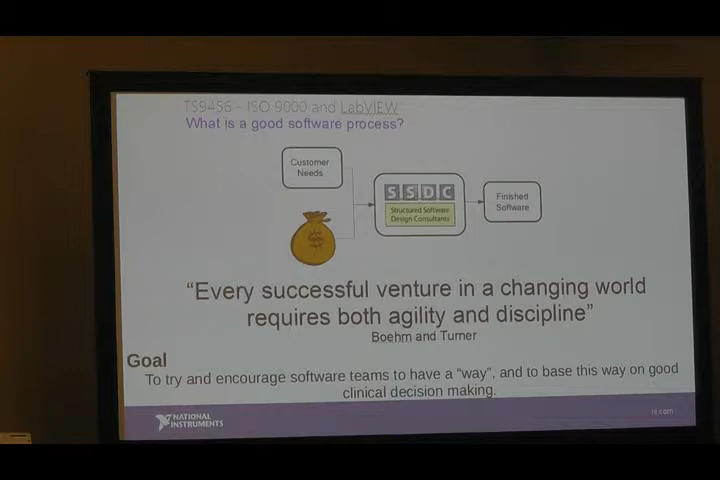 TS9456 – ISO 9000 and LabVIEW
What is a good software process?
Customer
Needs
SSDC
Structured Software
Design Consultants
Finished
Software
“Every successful venture in a changing world
requires both agility and discipline”
Boehm and Turner
Goal
To try and encourage software teams to have a “way”, and to base this way on good
clinical decision making.
NATIONAL
INSTRUMENTS
ni.com